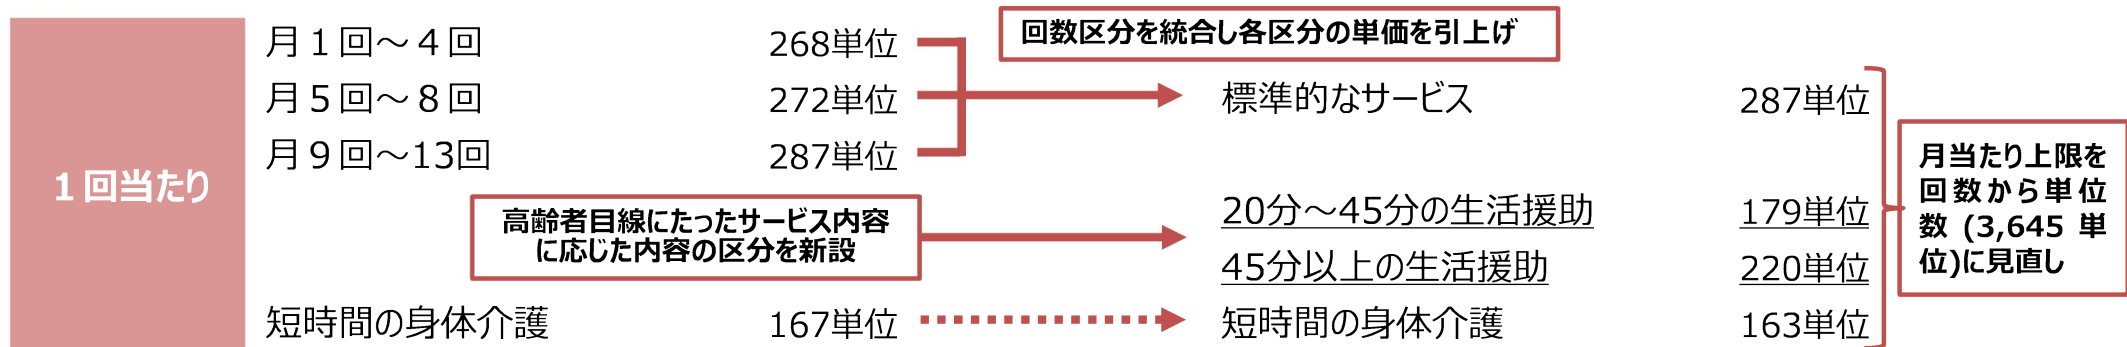 1回当たり
月1回～4回 268単位
月5回～8回 272単位
月9回～13回 287単位
回数区分を統合し各区分の単価を引上げ
標準的なサービス 287単位
高齢者目線にたったサービス内容
に応じた内容の区分を新設
20分～45分の生活援助 179単位
45分以上の生活援助 220単位
短時間の身体介護 167単位
短時間の身体介護 163単位
月当たり上限を
回数から単位
数 (3,645 単
位)に見直し